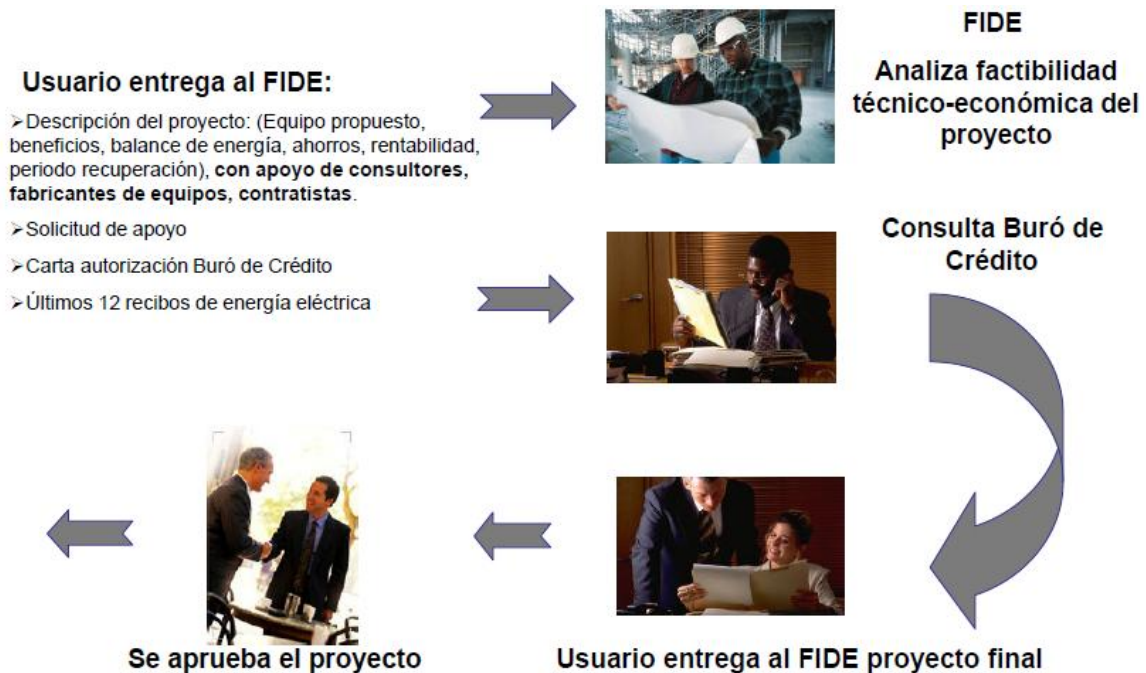 Usuario entrega al FIDE:
➢Descripción del proyecto: (Equipo propuesto,
beneficios, balance de energía, ahorros, rentabilidad,
periodo recuperación), con apoyo de consultores,
fabricantes de equipos, contratistas.
➢Solicitud de apoyo
➢Carta autorización Buró de Crédito
➢Últimos 12 recibos de energía eléctrica
FIDE
Analiza factibilidad
técnico-económica del
proyecto
Consulta Buró de
Crédito
Usuario entrega al FIDE proyecto final
Se aprueba el proyecto